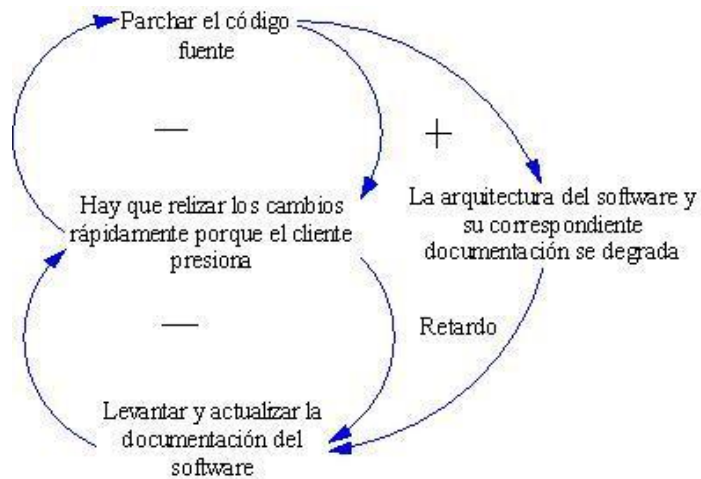 Parchar el código
fuente
—
+
Hay que relizar los cambios
rápidamente porque el cliente
presiona
La arquitectura del software y
su correspondiente
documentación se degrada
—
Retardo
Levantar y actualizar la
documentación del
software